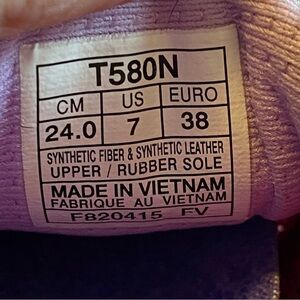 T580N
CM US EURO
24.0 7 38
SYNTHETIC FIBER & SYNTHETIC LEATHER
UPPER / RUBBER SOLE
MADE IN VIETNAM
FABRIQUE AU VIETNAM
F820415 FV